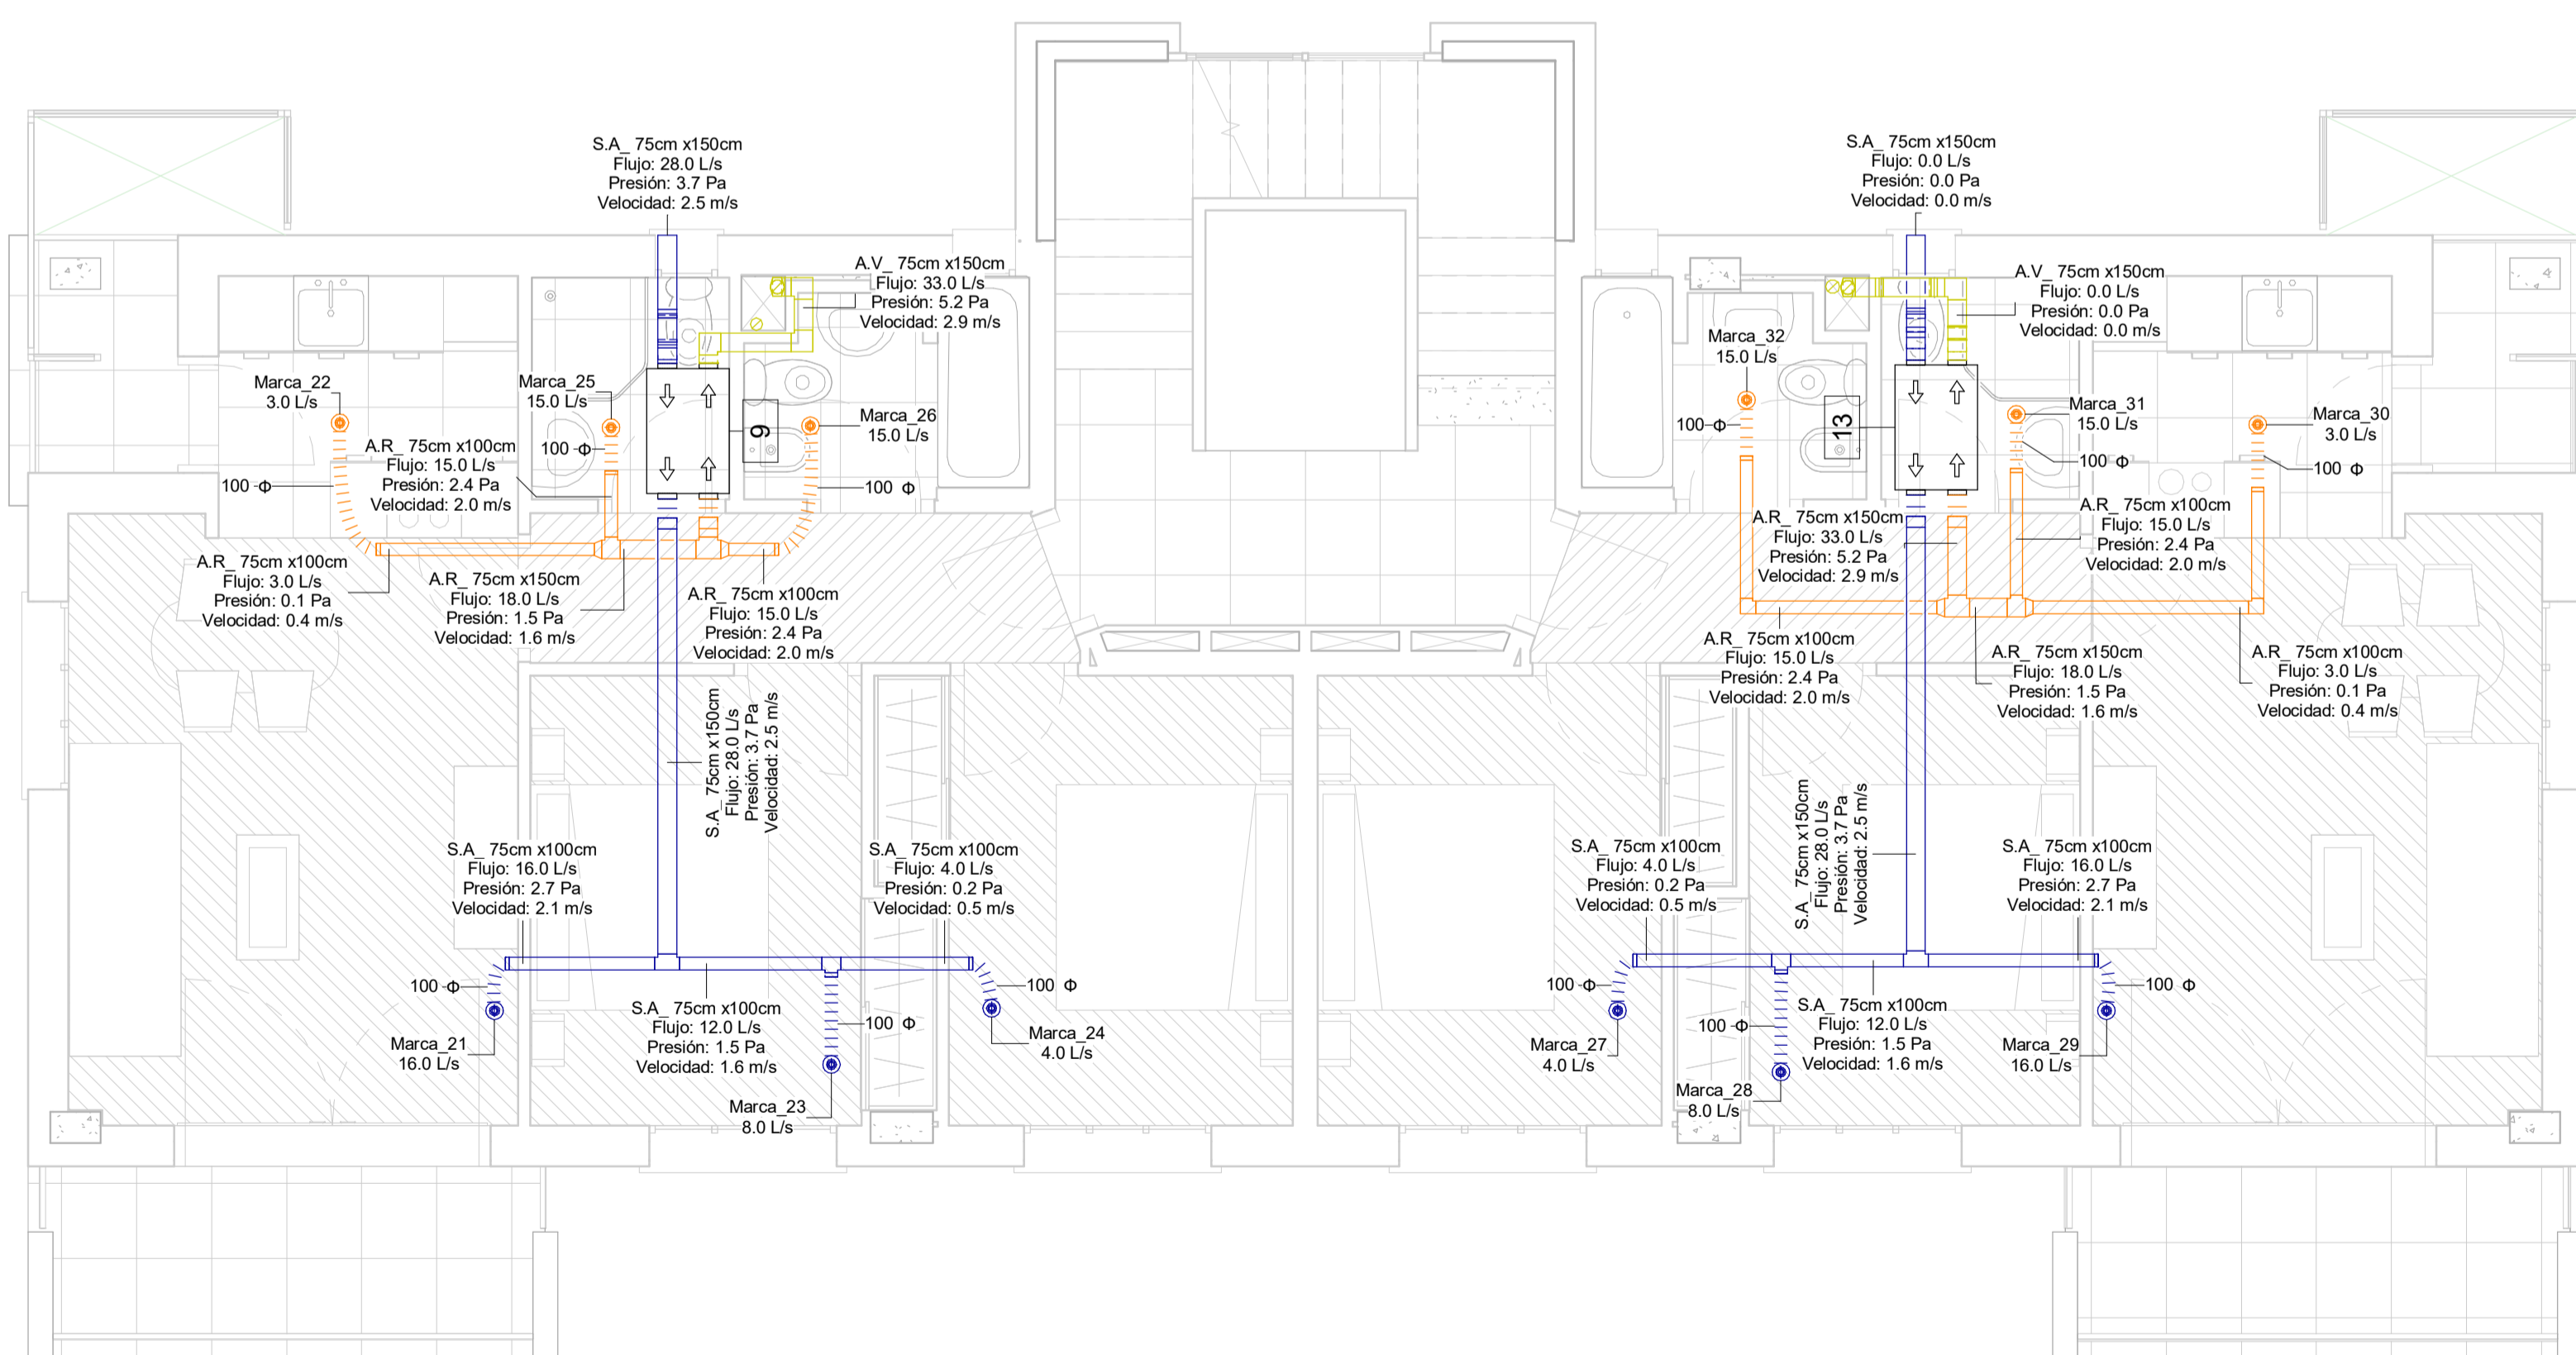 S.A_ 75cm x150cm
Flujo: 28.0 L/s
Presión: 3.7 Pa
Velocidad: 2.5 m/s
S.A_ 75cm x150cm
Flujo: 0.0 L/s
Presión: 0.0 Pa
Velocidad: 0.0 m/s
A.V_ 75cm x150cm
Flujo: 33.0 L/s
Presión: 5.2 Pa
Velocidad: 2.9 m/s
A.V_ 75cm x150cm
Flujo: 0.0 L/s
Presión: 0.0 Pa
Velocidad: 0.0 m/s
Marca_22
3.0 L/s
Marca_25
15.0 L/s
Marca_26
15.0 L/s
Marca_32
15.0 L/s
Marca_31
15.0 L/s
Marca_30
3.0 L/s
9
13
A.R_ 75cm x100cm
Flujo: 15.0 L/s
Presión: 2.4 Pa
Velocidad: 2.0 m/s
100 Φ
100 Φ
100 Φ
100 Φ
100 Φ
100 Φ
A.R_ 75cm x100cm
Flujo: 3.0 L/s
Presión: 0.1 Pa
Velocidad: 0.4 m/s
A.R_ 75cm x150cm
Flujo: 18.0 L/s
Presión: 1.5 Pa
Velocidad: 1.6 m/s
A.R_ 75cm x100cm
Flujo: 15.0 L/s
Presión: 2.4 Pa
Velocidad: 2.0 m/s
A.R_ 75cm x150cm
Flujo: 33.0 L/s
Presión: 5.2 Pa
Velocidad: 2.9 m/s
A.R_ 75cm x100cm
Flujo: 15.0 L/s
Presión: 2.4 Pa
Velocidad: 2.0 m/s
A.R_ 75cm x100cm
Flujo: 15.0 L/s
Presión: 2.4 Pa
Velocidad: 2.0 m/s
A.R_ 75cm x150cm
Flujo: 18.0 L/s
Presión: 1.5 Pa
Velocidad: 1.6 m/s
A.R_ 75cm x100cm
Flujo: 3.0 L/s
Presión: 0.1 Pa
Velocidad: 0.4 m/s
S.A_ 75cm x150cm
Flujo: 28.0 L/s
Presión: 3.7 Pa
Velocidad: 2.5 m/s
S.A_ 75cm x150cm
Flujo: 28.0 L/s
Presión: 3.7 Pa
Velocidad: 2.5 m/s
S.A_ 75cm x100cm
Flujo: 16.0 L/s
Presión: 2.7 Pa
Velocidad: 2.1 m/s
S.A_ 75cm x100cm
Flujo: 4.0 L/s
Presión: 0.2 Pa
Velocidad: 0.5 m/s
S.A_ 75cm x100cm
Flujo: 4.0 L/s
Presión: 0.2 Pa
Velocidad: 0.5 m/s
S.A_ 75cm x100cm
Flujo: 16.0 L/s
Presión: 2.7 Pa
Velocidad: 2.1 m/s
100 Φ
100 Φ
100 Φ
100 Φ
100 Φ
100 Φ
S.A_ 75cm x100cm
Flujo: 12.0 L/s
Presión: 1.5 Pa
Velocidad: 1.6 m/s
S.A_ 75cm x100cm
Flujo: 12.0 L/s
Presión: 1.5 Pa
Velocidad: 1.6 m/s
Marca_21
16.0 L/s
Marca_24
4.0 L/s
Marca_27
4.0 L/s
Marca_29
16.0 L/s
Marca_23
8.0 L/s
Marca_28
8.0 L/s